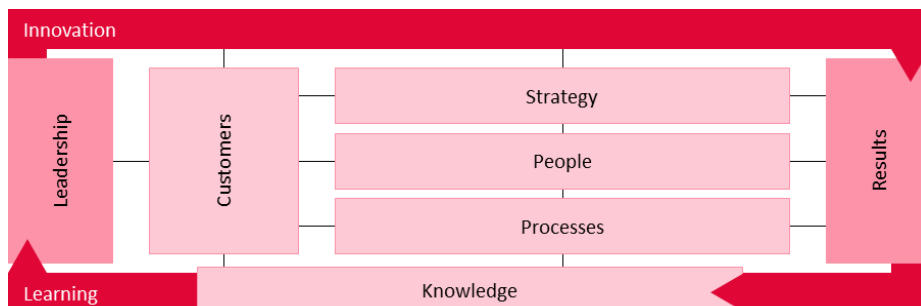 Innovation
Leadership
Customers
Strategy
People
Processes
Results
Learning
Knowledge